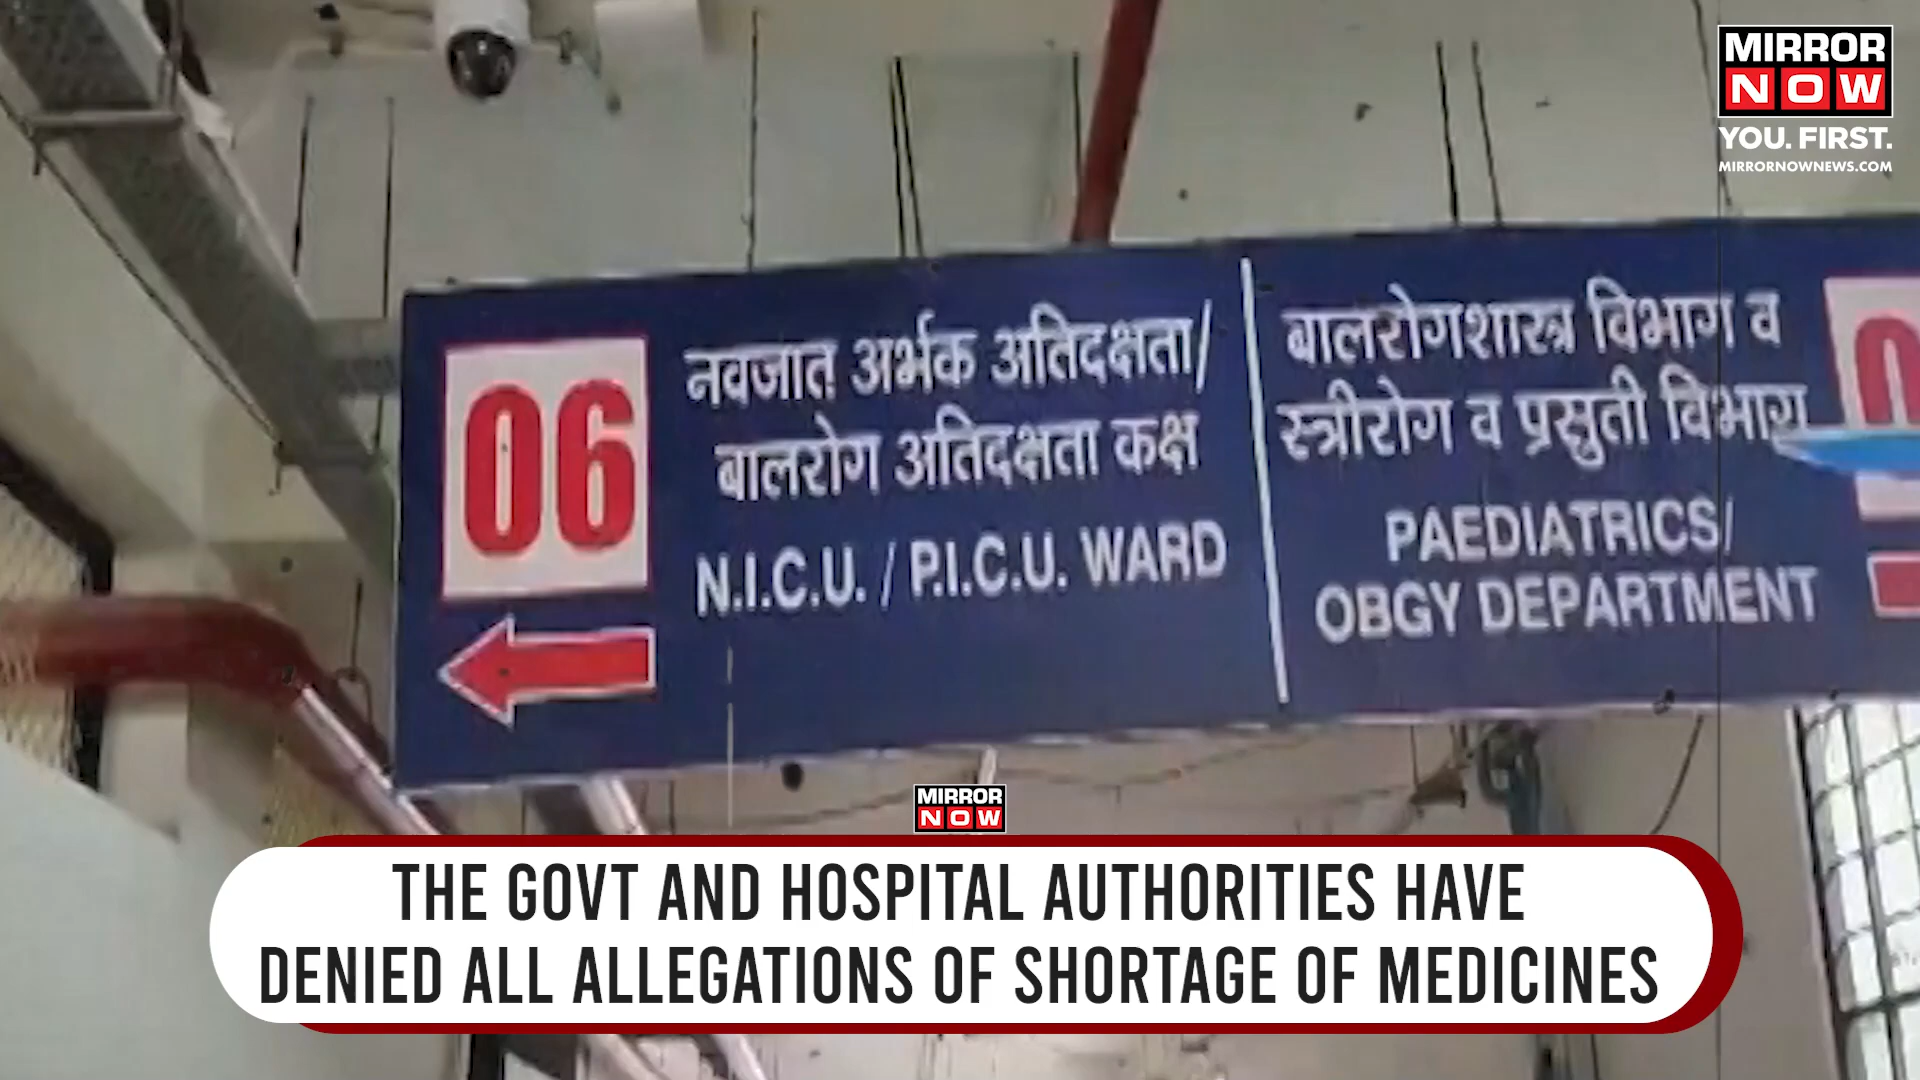 MIRROR
NOW
YOU. FIRST.
MIRRORNOWNEWS.COM
06
नवजात अर्भक अतिदक्षता/
बालरोग अतिदक्षता कक्ष
N.I.C.U. / P.I.C.U. WARD
बालरोगशास्त्र विभाग व
स्त्रीरोग व प्रसुती विभाग
PAEDIATRICS/
OBGY DEPARTMENT
MIRROR
NOW
THE GOVT AND HOSPITAL AUTHORITIES HAVE
DENIED ALL ALLEGATIONS OF SHORTAGE OF MEDICINES